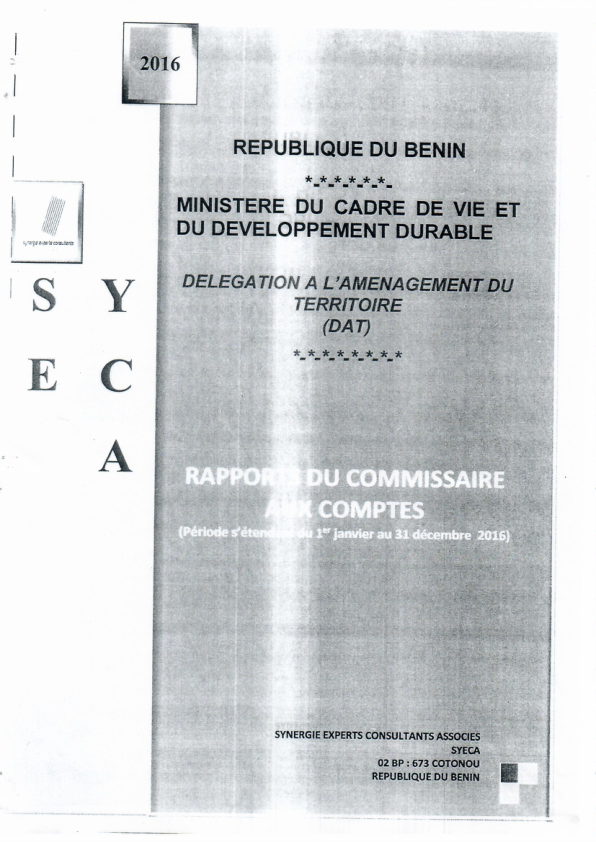 2016
REPUBLIQUE DU BENIN
*-*-*-*-*-*-
MINISTERE DU CADRE DE VIE ET
DU DEVELOPPEMENT DURABLE
synergie experts consultants
S Y
E C
A
DELEGATION A L'AMENAGEMENT DU
TERRITOIRE
(DAT)
*-*-*-*-*-*-*-*
RAPPORTS DU COMMISSAIRE
AUX COMPTES
(Période s'étendant du 1er janvier au 31 décembre 2016)
SYNERGIE EXPERTS CONSULTANTS ASSOCIES
SYECA
02 BP : 673 COTONOU
REPUBLIQUE DU BENIN